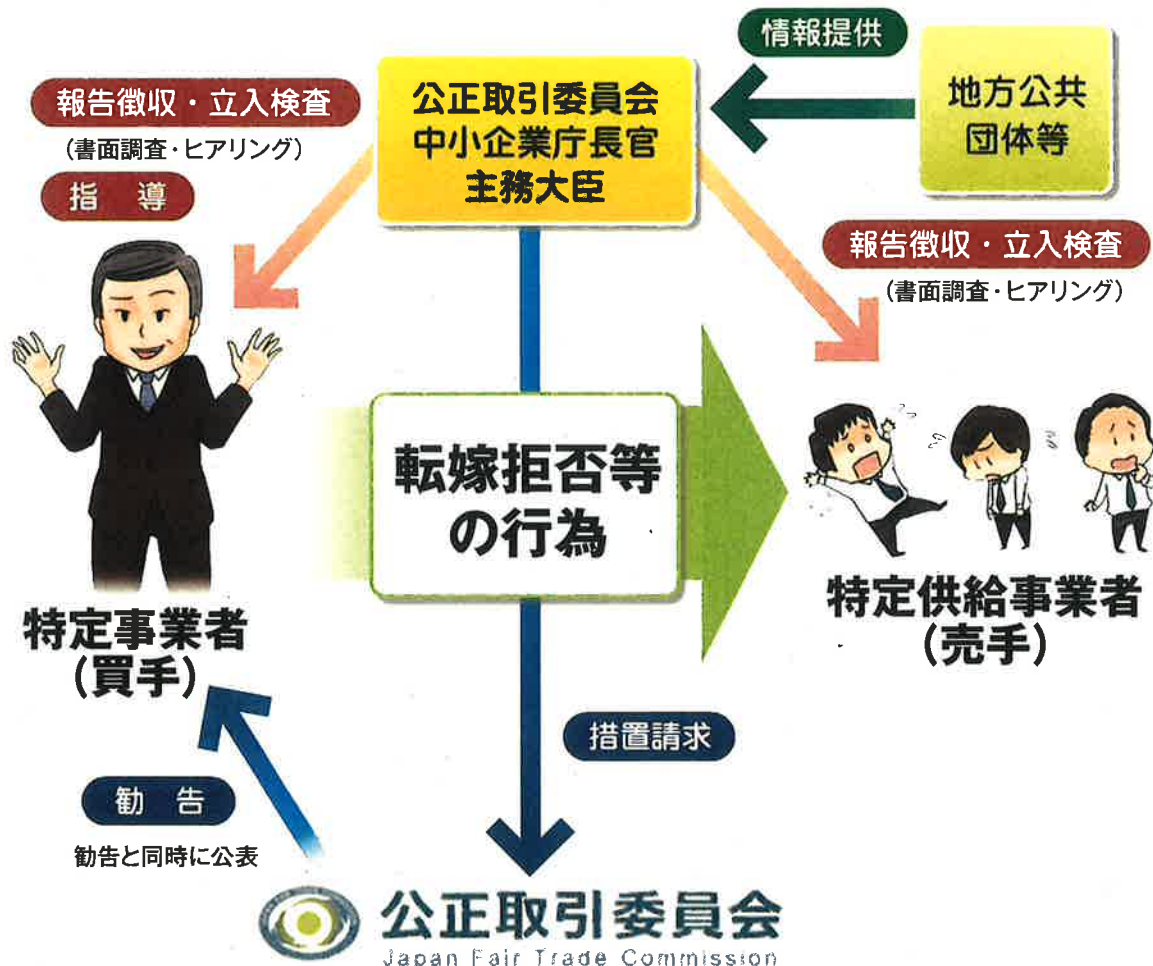 情報提供
地方公共
団体等
公正取引委員会
中小企業庁長官
主務大臣
報告徴収・立入検査
(書面調査・ヒアリング)
指 導
報告徴収・立入検査
(書面調査・ヒアリング)
転嫁拒否等
の行為
特定事業者
(買手)
特定供給事業者
(売手)
措置請求
勧 告
勧告と同時に公表
公正取引委員会
Japan Fair Trade Commission